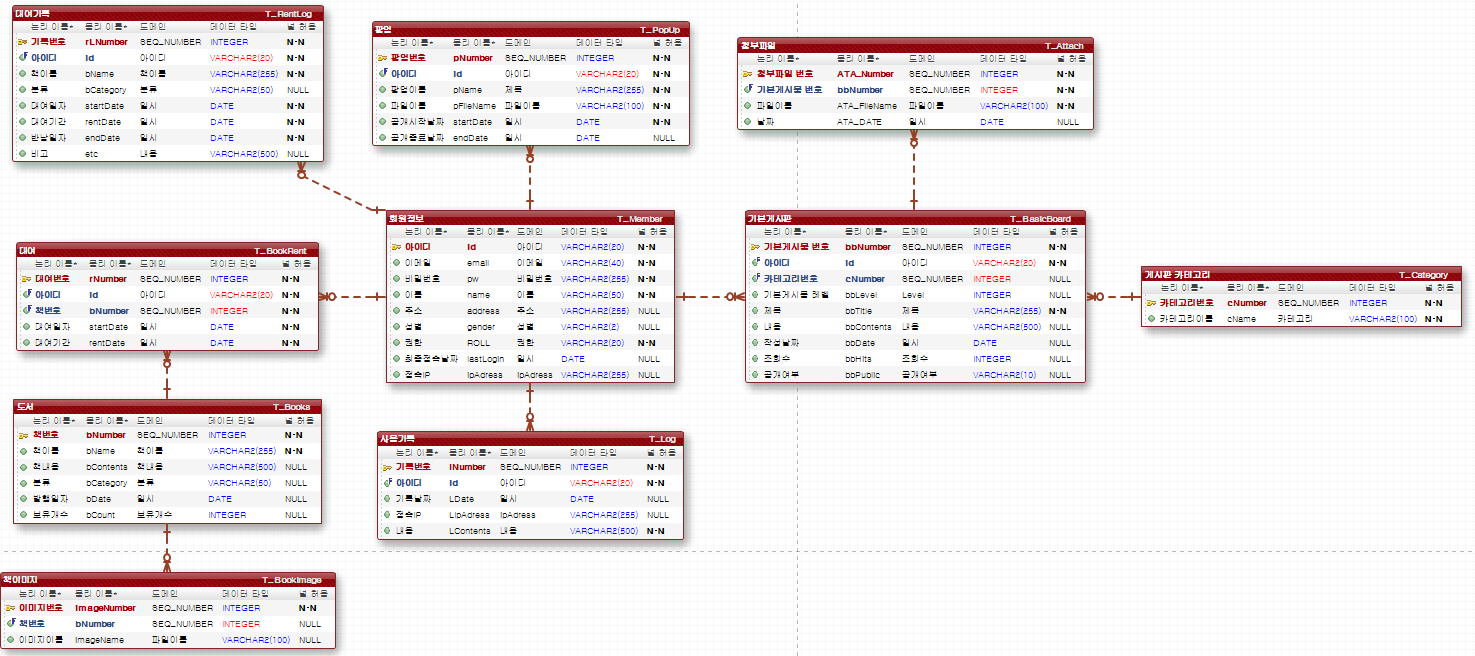 대여기록 T_RentLog
논리 이름* 물리 이름* 도메인 데이터 타입 널 허용
기록번호 rLNumber SEQ_NUMBER INTEGER N-N
아이디 id 아이디 VARCHAR2(20) N-N
책이름 bName 책이름 VARCHAR2(255) N-N
분류 bCategory 분류 VARCHAR2(50) NULL
대여일자 startDate 일시 DATE N-N
대여기간 rentDate 일시 DATE N-N
반납일자 endDate 일시 DATE N-N
비고 etc 내용 VARCHAR2(500) NULL
팝업 T_PopUp
논리 이름* 물리 이름* 도메인 데이터 타입 널 허용
팝업번호 pNumber SEQ_NUMBER INTEGER N-N
아이디 id 아이디 VARCHAR2(20) N-N
팝업이름 pName 제목 VARCHAR2(255) N-N
파일이름 pFileName 파일이름 VARCHAR2(100) N-N
공개시작날짜 startDate 일시 DATE N-N
공개종료날짜 endDate 일시 DATE NULL
첨부파일 T_Attach
논리 이름* 물리 이름* 도메인 데이터 타입 널 허용
첨부파일 번호 ATA_Number SEQ_NUMBER INTEGER N-N
기본게시물 번호 bbNumber SEQ_NUMBER INTEGER N-N
파일이름 ATA_FileName 파일이름 VARCHAR2(100) N-N
날짜 ATA_DATE 일시 DATE NULL
회원정보 T_Member
논리 이름* 물리 이름* 도메인 데이터 타입 널 허용
아이디 id 아이디 VARCHAR2(20) N-N
이메일 email 이메일 VARCHAR2(40) N-N
비밀번호 pw 비밀번호 VARCHAR2(255) N-N
이름 name 이름 VARCHAR2(50) N-N
주소 address 주소 VARCHAR2(255) NULL
성별 gender 성별 VARCHAR2(2) NULL
권한 ROLL 권한 VARCHAR2(20) N-N
최종접속날짜 lastLogin 일시 DATE NULL
접속IP ipAdress ipAdress VARCHAR2(255) NULL
기본게시판 T_BasicBoard
논리 이름* 물리 이름* 도메인 데이터 타입 널 허용
기본게시물 번호 bbNumber SEQ_NUMBER INTEGER N-N
아이디 id 아이디 VARCHAR2(20) N-N
카테고리번호 cNumber SEQ_NUMBER INTEGER NULL
기본게시물 레벨 bbLevel Level INTEGER NULL
제목 bbTitle 제목 VARCHAR2(255) N-N
내용 bbContents 내용 VARCHAR2(500) NULL
작성날짜 bbDate 일시 DATE NULL
조회수 bbHits 조회수 INTEGER NULL
공개여부 bbPublic 공개여부 VARCHAR2(10) NULL
게시판 카테고리 T_Category
논리 이름* 물리 이름* 도메인 데이터 타입 널 허용
카테고리번호 cNumber SEQ_NUMBER INTEGER N-N
카테고리이름 cName 카테고리 VARCHAR2(100) N-N
대여 T_BookRent
논리 이름* 물리 이름* 도메인 데이터 타입 널 허용
대여번호 rNumber SEQ_NUMBER INTEGER N-N
아이디 id 아이디 VARCHAR2(20) N-N
책번호 bNumber SEQ_NUMBER INTEGER N-N
대여일자 startDate 일시 DATE N-N
대여기간 rentDate 일시 DATE N-N
도서 T_Books
논리 이름* 물리 이름* 도메인 데이터 타입 널 허용
책번호 bNumber SEQ_NUMBER INTEGER N-N
책이름 bName 책이름 VARCHAR2(255) N-N
책내용 bContents 책내용 VARCHAR2(500) NULL
분류 bCategory 분류 VARCHAR2(50) NULL
발행일자 bDate 일시 DATE NULL
보유개수 bCount 보유개수 INTEGER NULL
사용기록 T_Log
논리 이름* 물리 이름* 도메인 데이터 타입 널 허용
기록번호 lNumber SEQ_NUMBER INTEGER N-N
아이디 id 아이디 VARCHAR2(20) N-N
기록날짜 LDate 일시 DATE NULL
접속IP LipAdress ipAdress VARCHAR2(255) NULL
내용 LContents 내용 VARCHAR2(500) N-N
책이미지 T_BookImage
논리 이름* 물리 이름* 도메인 데이터 타입 널 허용
이미지번호 imageNumber SEQ_NUMBER INTEGER N-N
책번호 bNumber SEQ_NUMBER INTEGER NULL
이미지이름 imageName 파일이름 VARCHAR2(100) NULL